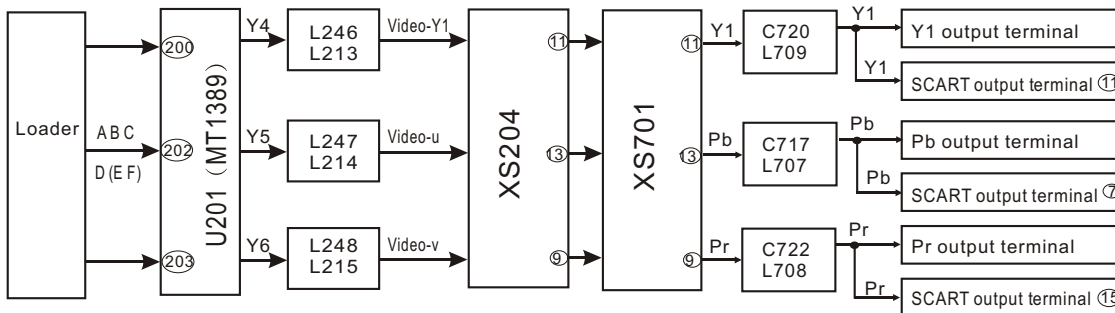 Loader
A B C
D(E F)
200
202
203
U201 (MT1389)
Y4
Y5
Y6
L246
L213
L247
L214
L248
L215
Video-Y1
Video-u
Video-v
XS204
11
13
9
XS701
11
13
9
Y1
Pb
Pr
C720
L709
C717
L707
C722
L708
Y1
Y1
Pb
Pb
Pr
Pr
Y1 output terminal
SCART output terminal 11
Pb output terminal
SCART output terminal 7
Pr output terminal
SCART output terminal 15